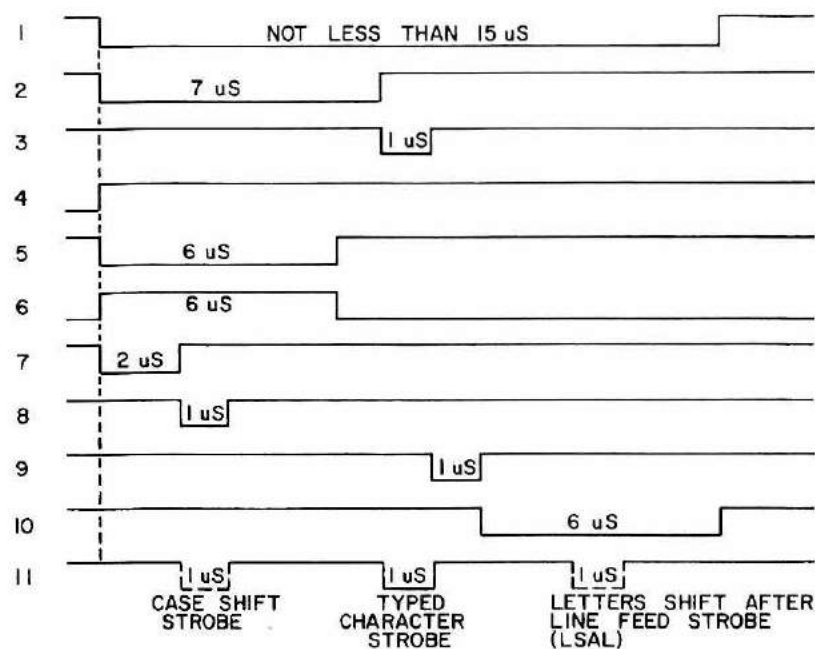 1 NOT LESS THAN 15 uS
2 7 uS
3 1 uS
4
5 6 uS
6 6 uS
7 2 uS
8 1 uS
9 1 uS
10 6 uS
11 1 uS 1 uS 1 uS
CASE SHIFT STROBE
TYPED CHARACTER STROBE
LETTERS SHIFT AFTER LINE FEED STROBE (LSAL)